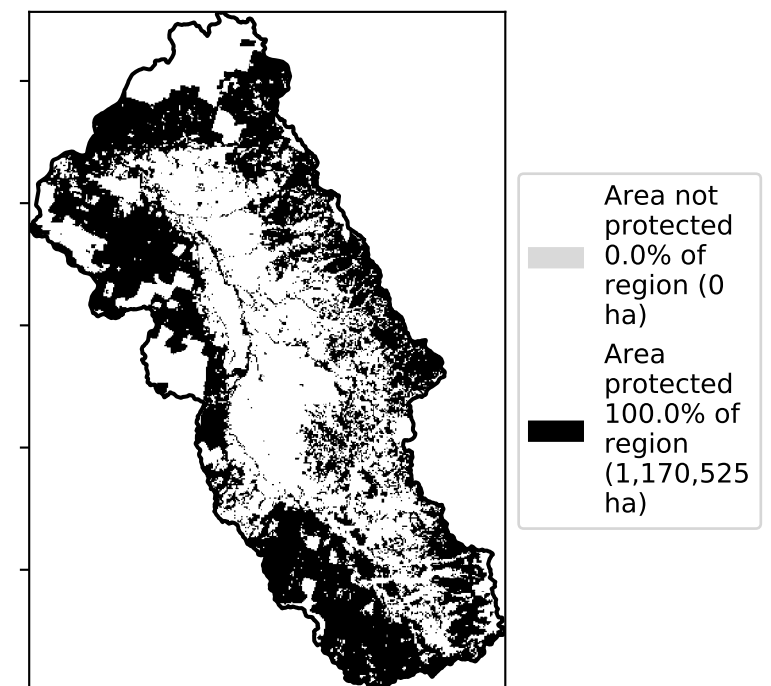 Area not
protected
0.0% of
region (0
ha)
Area
protected
100.0% of
region
(1,170,525
ha)